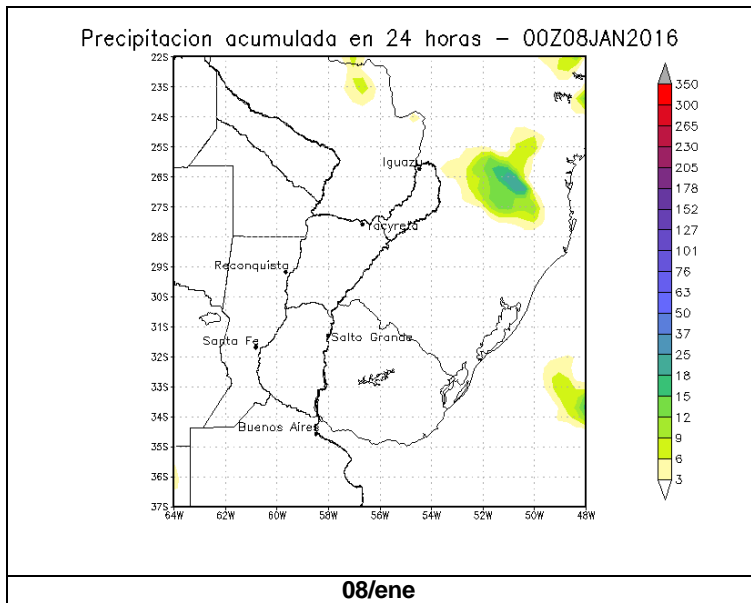 Precipitacion acumulada en 24 horas – 00Z08JAN2016
22S
23S
24S
25S
26S
27S
28S
29S
30S
31S
32S
33S
34S
35S
36S
37S
64W
62W
60W
58W
56W
54W
52W
50W
48W
Iguazu
Yacyreta
Reconquista
Santa Fe
Salto Grande
Buenos Aires
350
300
265
230
205
178
152
127
101
76
63
50
37
25
18
15
12
9
6
3
08/ene